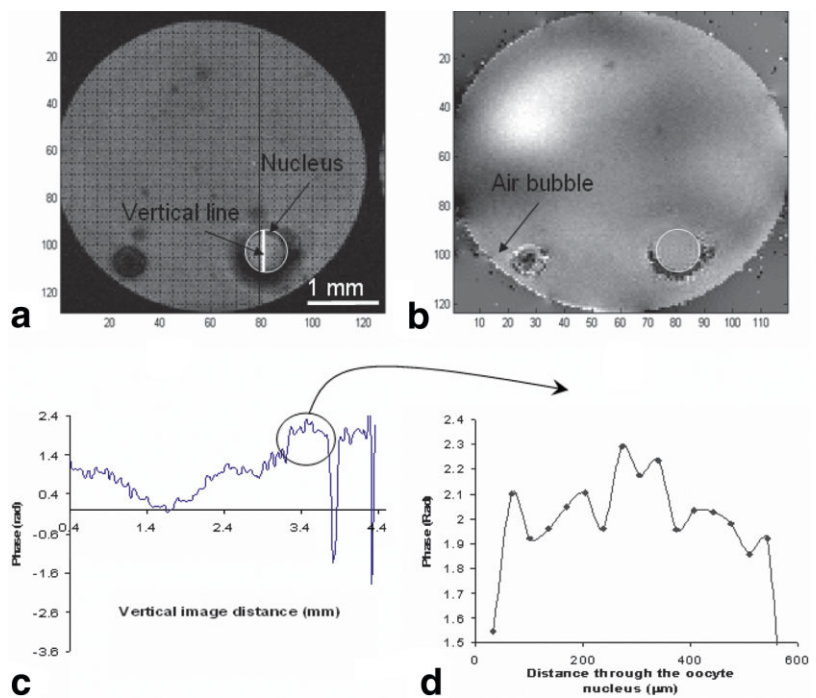 20
40
60
80
100
120
Nucleus
Vertical line
1 mm
a
20 40 60 80 100 120
20
40
60
80
100
120
Air bubble
b
10 20 30 40 50 60 70 80 90 100 110
2.4
1.4
0.4
-0.6
-1.6
-2.6
-3.6
0.4 1.4 2.4 3.4 4.4
Phase (rad)
Vertical image distance (mm)
c
2.4
2.3
2.2
2.1
2
1.9
1.8
1.7
1.6
1.5
0 200 400 600
Phase (Rad)
Distance through the oocyte
nucleus (µm)
d